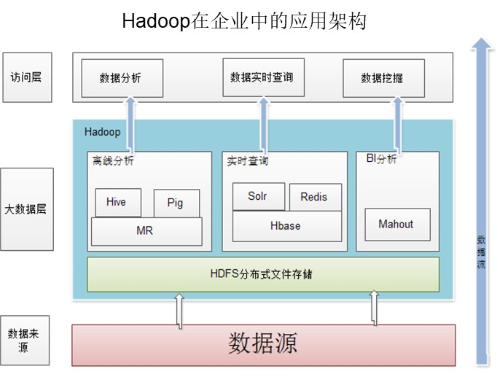 Hadoop在企业中的应用架构
访问层
数据分析
数据实时查询
数据挖掘
Hadoop
离线分析
实时查询
BI分析
大数据层
Hive
Pig
MR
Solr
Redis
Hbase
Mahout
HDFS分布式文件存储
数
据
流
数据来
源
数据源